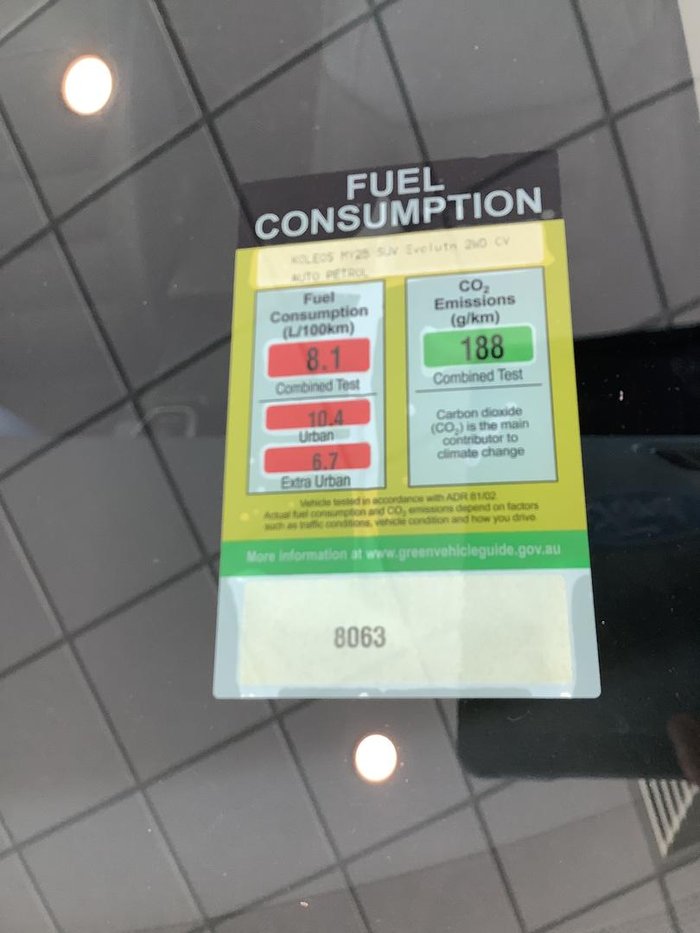 FUEL
CONSUMPTION
KOLEOS MY25 SUV Evolutn 2WD CV
AUTO PETROL
Fuel
Consumption
(L/100km)
8.1
Combined Test
10.4
Urban
6.7
Extra Urban
CO₂
Emissions
(g/km)
188
Combined Test
Carbon dioxide
(CO₂) is the main
contributor to
climate change
Vehicle tested in accordance with ADR 81/02
Actual fuel consumption and CO₂ emissions depend on factors
such as traffic conditions, vehicle condition and how you drive
More information at www.greenvehicleguide.gov.au
8063